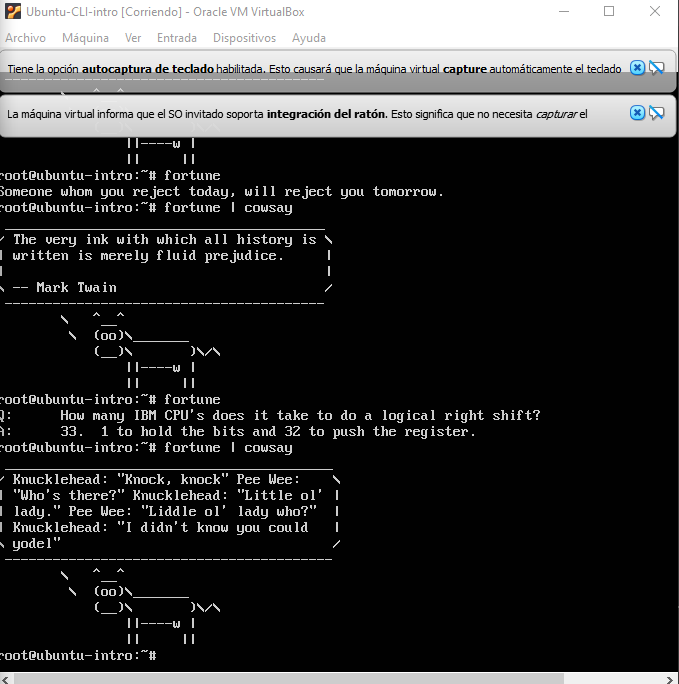 Ubuntu-CLI-intro [Corriendo] - Oracle VM VirtualBox
Archivo Máquina Ver Entrada Dispositivos Ayuda
Tiene la opción autocaptura de teclado habilitada. Esto causará que la máquina virtual capture automáticamente el teclado
La máquina virtual informa que el SO invitado soporta integración del ratón. Esto significa que no necesita capturar el
||----w |
||     ||
root@ubuntu-intro:~# fortune
Someone whom you reject today, will reject you tomorrow.
root@ubuntu-intro:~# fortune | cowsay
 _______________________________________
/ The very ink with which all history is \
| written is merely fluid prejudice.     |
|                                        |
\ -- Mark Twain                          /
 ----------------------------------------
        \   ^__^
         \  (oo)\_______
            (__)\       )\/\
                ||----w |
                ||     ||
root@ubuntu-intro:~# fortune
Q:      How many IBM CPU's does it take to do a logical right shift?
A:      33.  1 to hold the bits and 32 to push the register.
root@ubuntu-intro:~# fortune | cowsay
 ________________________________________
/ Knucklehead: "Knock, knock" Pee Wee:    \
| "Who's there?" Knucklehead: "Little ol' |
| lady." Pee Wee: "Liddle ol' lady who?"  |
| Knucklehead: "I didn't know you could   |
\ yodel"                                  /
 -----------------------------------------
        \   ^__^
         \  (oo)\_______
            (__)\       )\/\
                ||----w |
                ||     ||
root@ubuntu-intro:~#